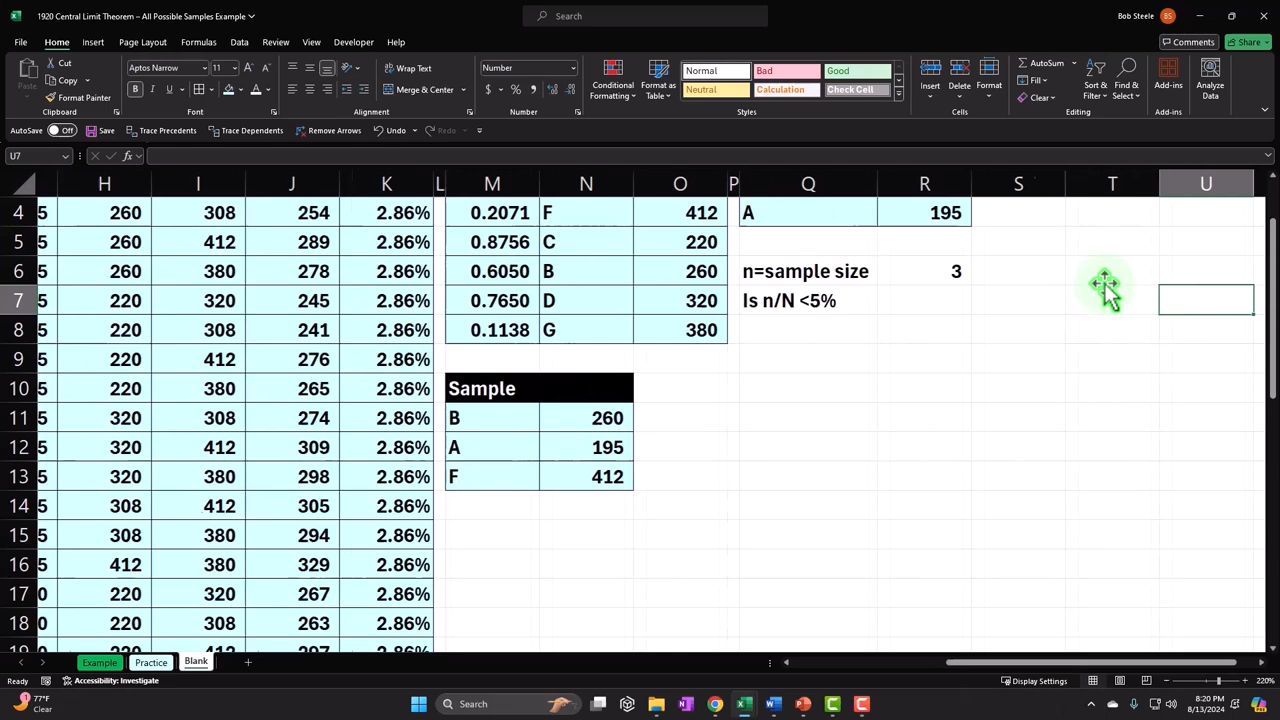 1920 Central Limit Theorem – All Possible Samples Example
Search
Bob Steele
BS
File Home Insert Page Layout Formulas Data Review View Developer Help
Comments
Share
Paste
Cut
Copy
Format Painter
Clipboard
Aptos Narrow
11
Font
Wrap Text
Merge & Center
Alignment
Number
Number
Conditional Formatting
Format as Table
Normal Bad Good
Neutral Calculation Check Cell
Styles
Insert Delete Format
Cells
AutoSum
Fill
Clear
Sort & Filter
Find & Select
Editing
Add-ins
Add-ins
Analyze Data
AutoSave Off Save Trace Precedents Trace Dependents Remove Arrows Undo Redo
U7 fx
H I J K L M N O P Q R S T U
4 5 260 308 254 2.86% 0.2071 F 412 A 195
5 5 260 412 289 2.86% 0.8756 C 220
6 5 260 380 278 2.86% 0.6050 B 260 n=sample size 3
7 5 220 320 245 2.86% 0.7650 D 320 Is n/N <5%
8 5 220 308 241 2.86% 0.1138 G 380
9 5 220 412 276 2.86%
10 5 220 380 265 2.86% Sample
11 5 320 308 274 2.86% B 260
12 5 320 412 309 2.86% A 195
13 5 320 380 298 2.86% F 412
14 5 308 412 305 2.86%
15 5 308 380 294 2.86%
16 5 412 380 329 2.86%
17 0 220 320 267 2.86%
18 0 220 308 263 2.86%
19 0 220 412 297 2.86%
Example Practice Blank
Ready Accessibility: Investigate
Display Settings
220%
77°F
Clear
Search
8:20 PM
8/13/2024